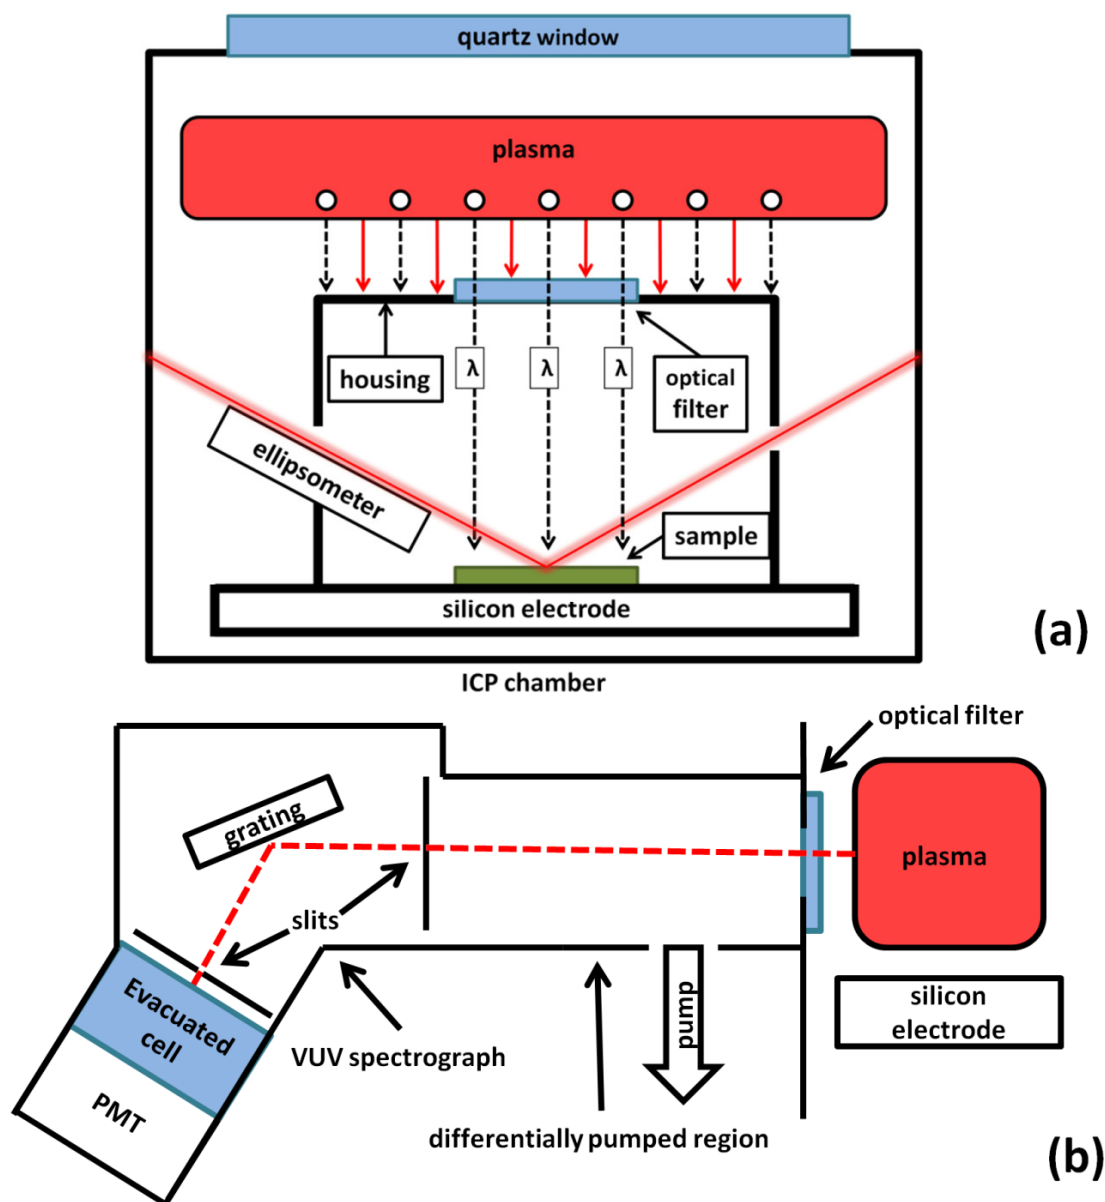 quartz window
plasma
λ
λ
λ
housing
optical
filter
ellipsometer
sample
silicon electrode
(a)
ICP chamber
optical filter
grating
plasma
slits
Evacuated
cell
pump
silicon
electrode
VUV spectrograph
PMT
differentially pumped region
(b)